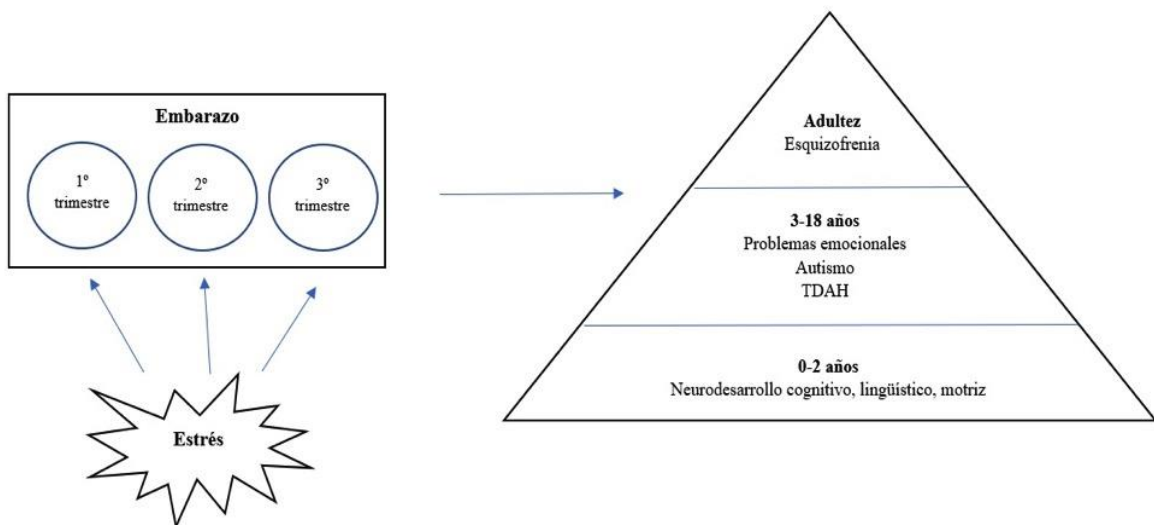 Embarazo
1º
trimestre
2º
trimestre
3º
trimestre
Estrés
Adultez
Esquizofrenia
3-18 años
Problemas emocionales
Autismo
TDAH
0-2 años
Neurodesarrollo cognitivo, lingüístico, motriz